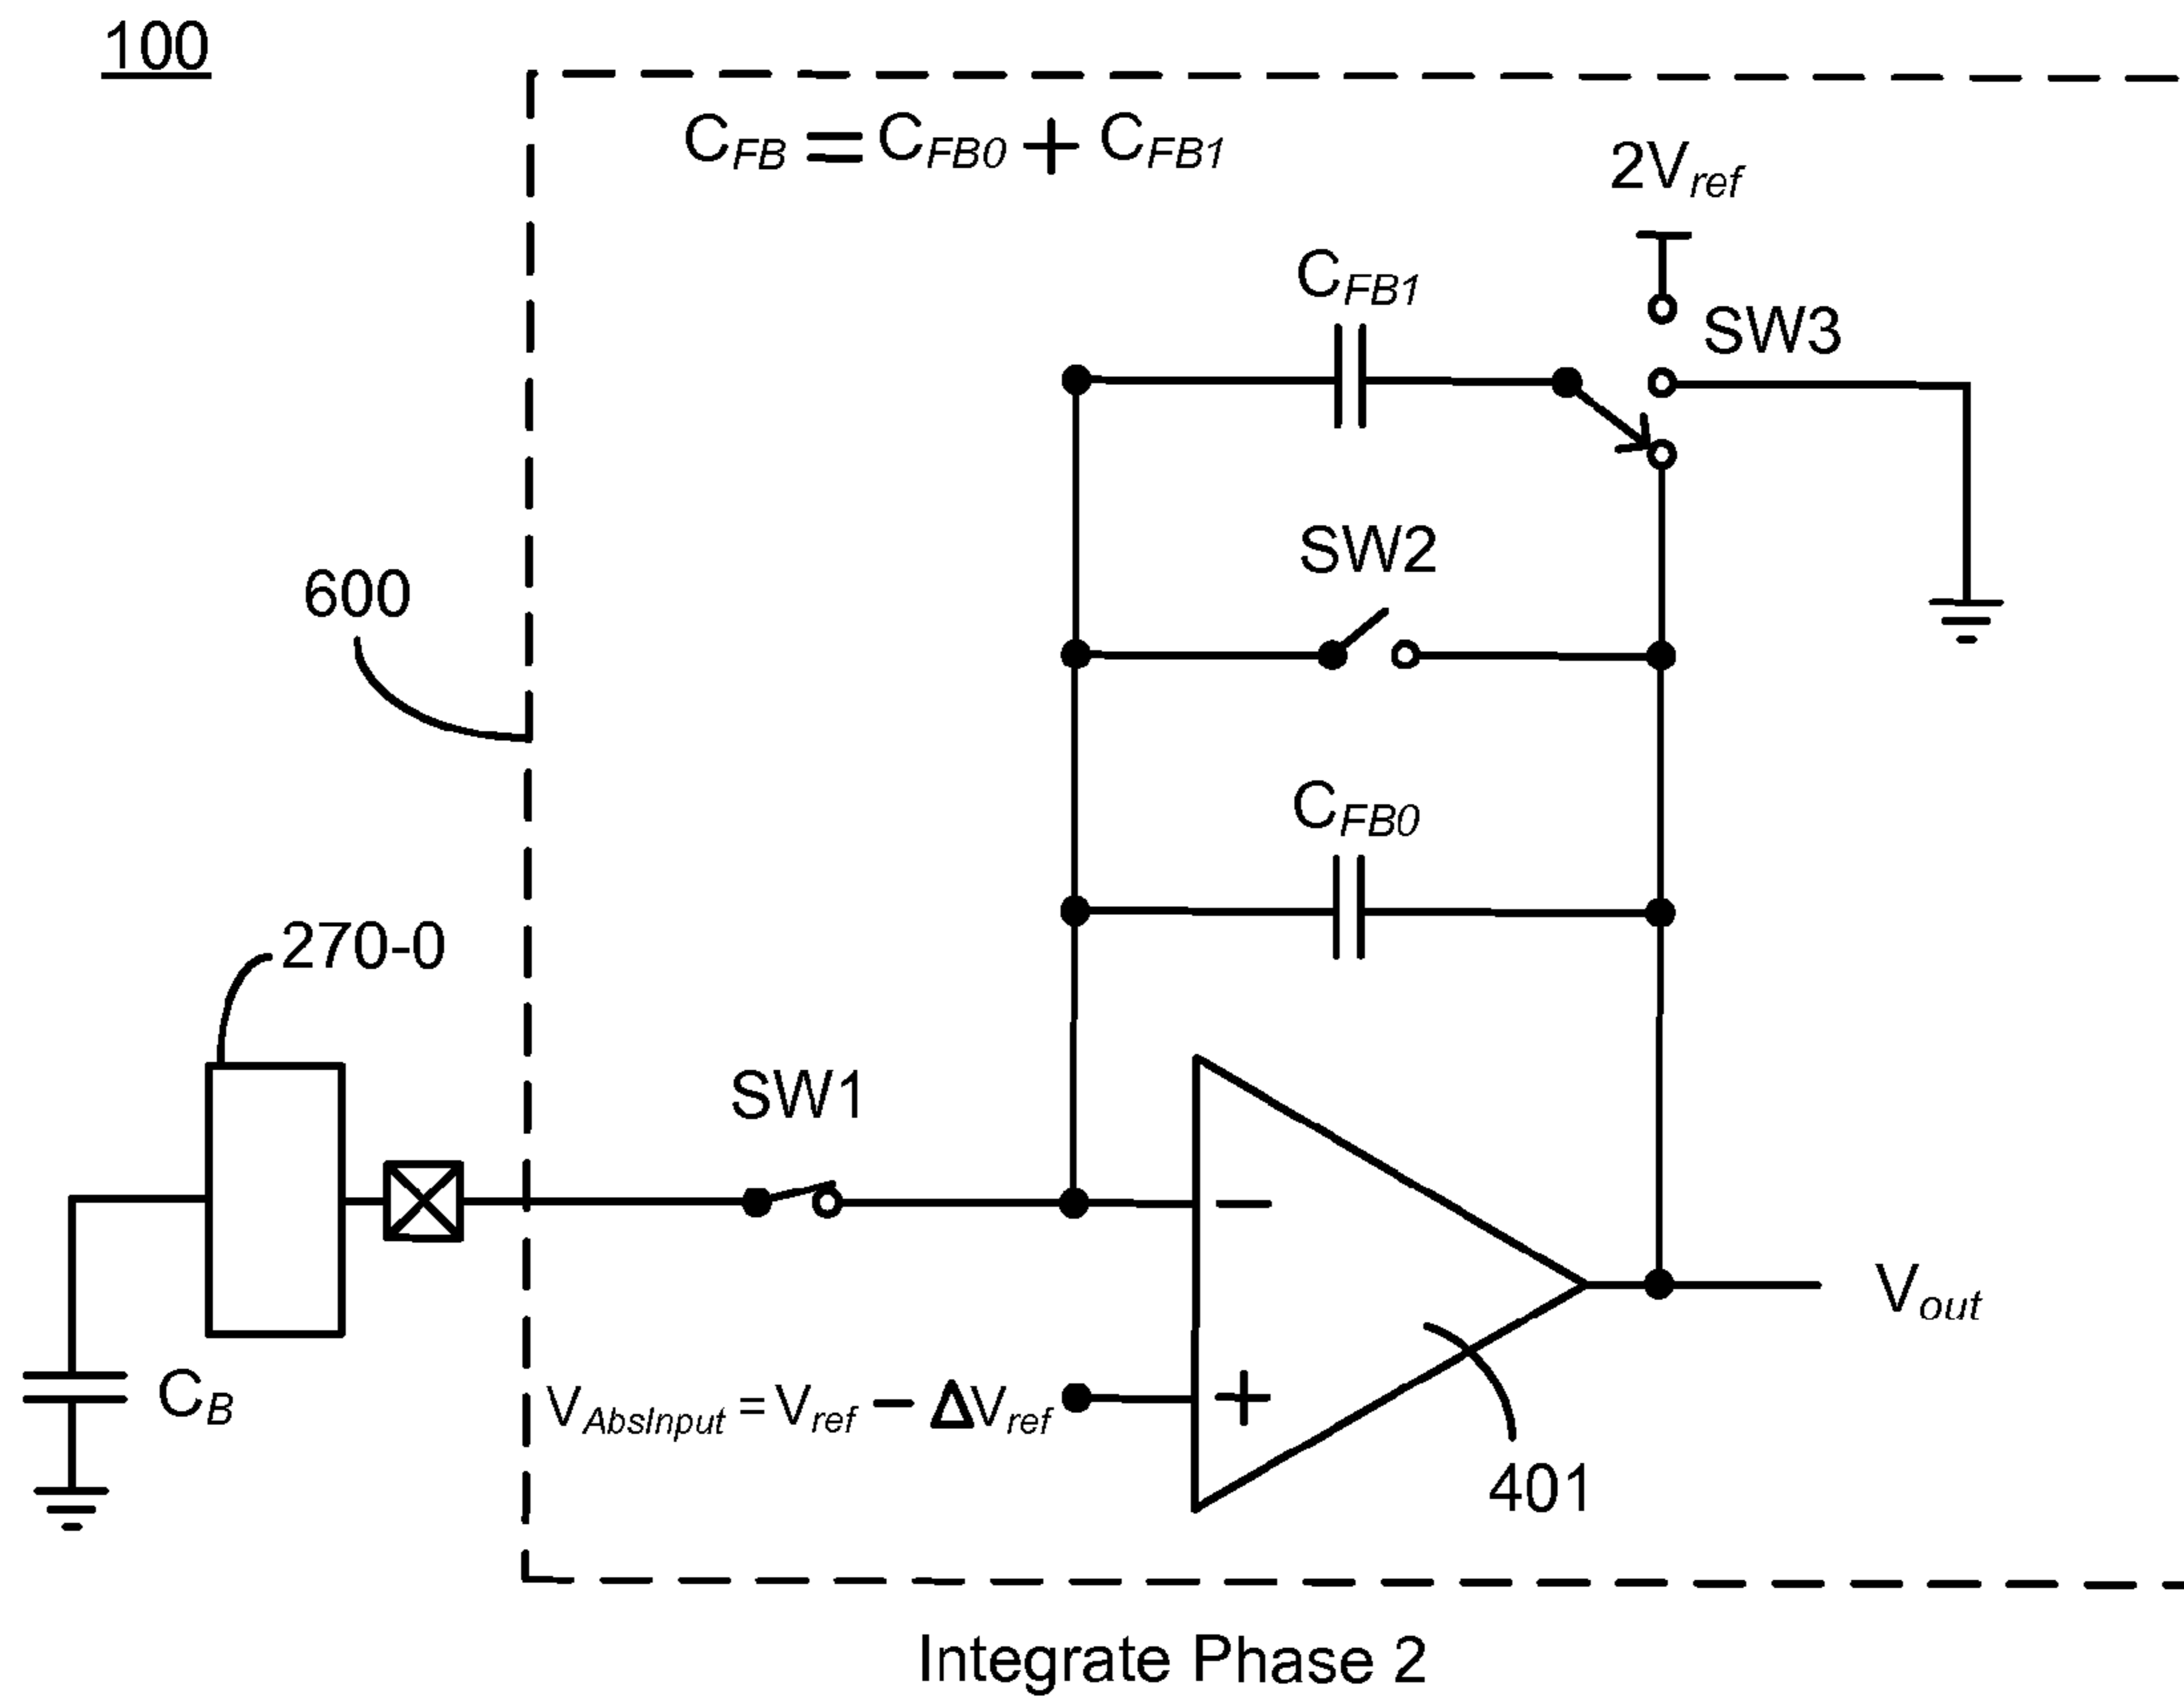 100
C_FB = C_FB0 + C_FB1
2V_ref
C_FB1
SW3
SW2
600
C_FB0
270-0
SW1
−
V_out
C_B
V_AbsInput = V_ref − ΔV_ref
+
401
Integrate Phase 2